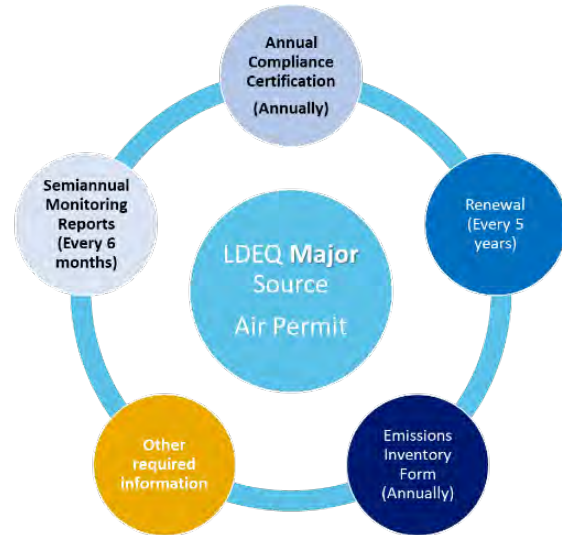 Annual
Compliance
Certification
(Annually)
Renewal
(Every 5
years)
Emissions
Inventory
Form
(Annually)
Other
required
information
Semiannual
Monitoring
Reports
(Every 6
months)
LDEQ Major
Source
Air Permit